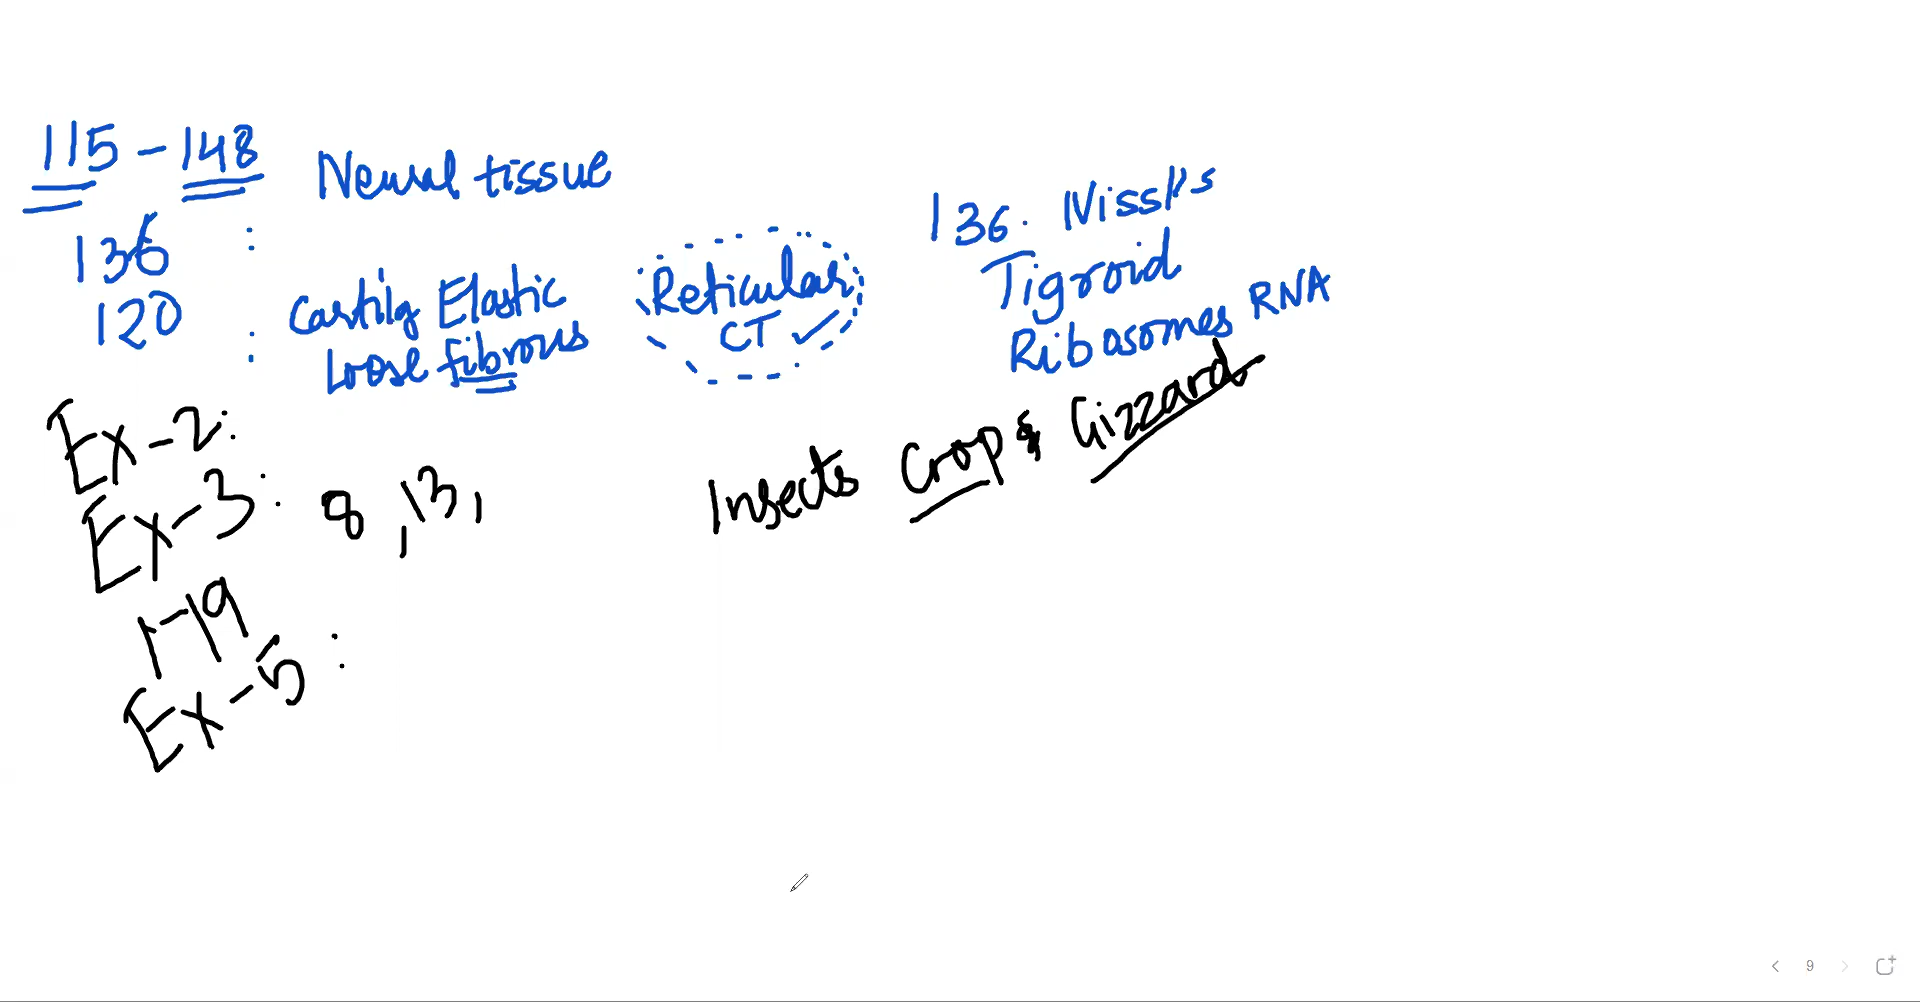 115 - 148 Neural tissue
136 :
120 : Cartilg Elastic
Loose fibrous
Reticular
CT ✓
136. Nissl's
Tigroid
Ribosomes RNA
Ex-2:
Ex-3: 8, 13,
Insects Crop & Gizzard
1-19
Ex-5:
9